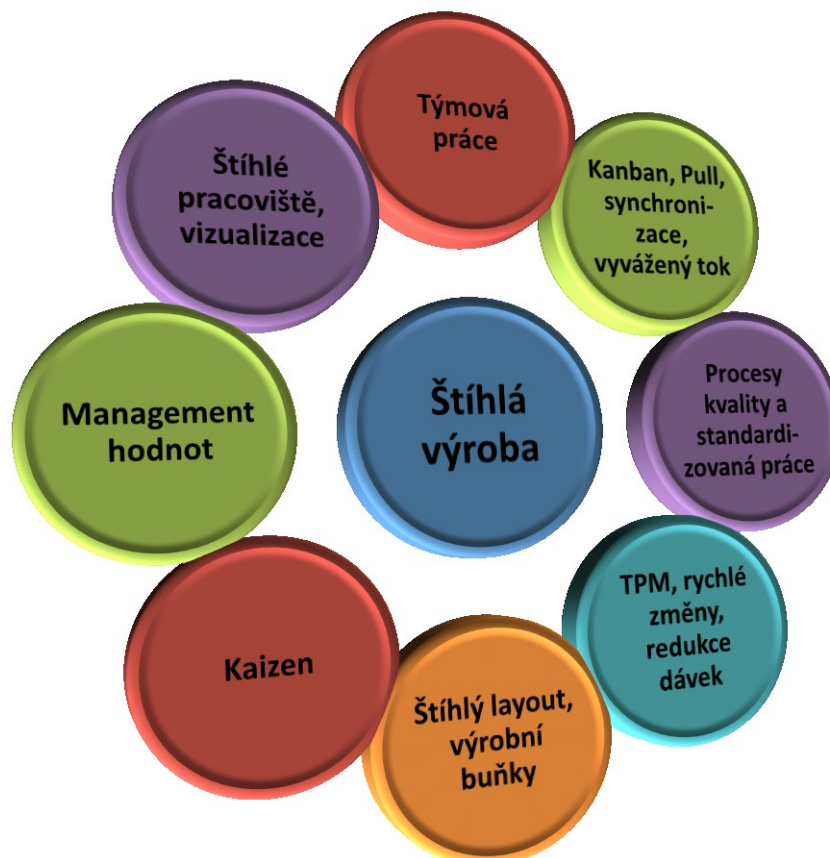 Týmová
práce
Kanban, Pull,
synchroni-
zace,
vyvážený tok
Procesy
kvality a
standardi-
zovaná práce
TPM, rychlé
změny,
redukce
dávek
Štíhlý layout,
výrobní
buňky
Kaizen
Management
hodnot
Štíhlé
pracoviště,
vizualizace
Štíhlá
výroba